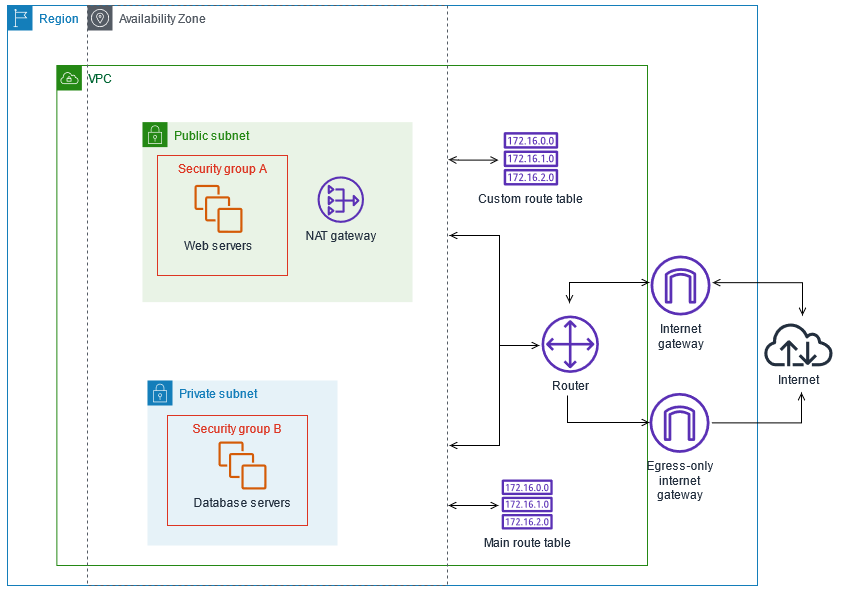 Region
Availability Zone
VPC
Public subnet
Security group A
Web servers
NAT gateway
172.16.0.0
172.16.1.0
172.16.2.0
Custom route table
Internet
gateway
Router
Internet
Private subnet
Security group B
Database servers
Egress-only
internet
gateway
172.16.0.0
172.16.1.0
172.16.2.0
Main route table